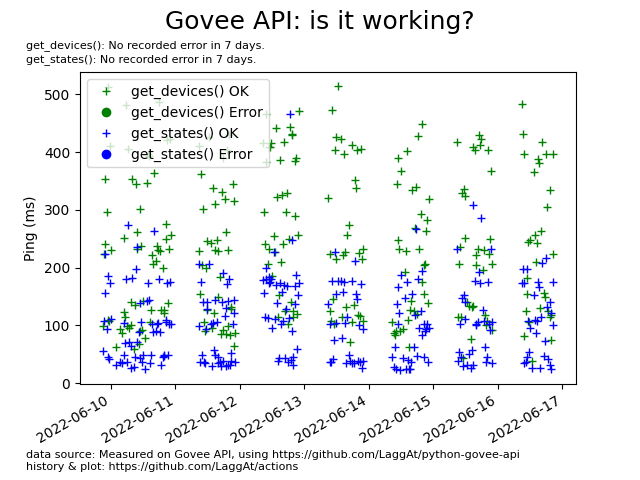 Govee API: is it working?
get_devices(): No recorded error in 7 days.
get_states(): No recorded error in 7 days.
get_devices() OK
get_devices() Error
get_states() OK
get_states() Error
Ping (ms)
500
400
300
200
100
0
2022-06-10
2022-06-11
2022-06-12
2022-06-13
2022-06-14
2022-06-15
2022-06-16
2022-06-17
data source: Measured on Govee API, using https://github.com/LaggAt/python-govee-api
history & plot: https://github.com/LaggAt/actions